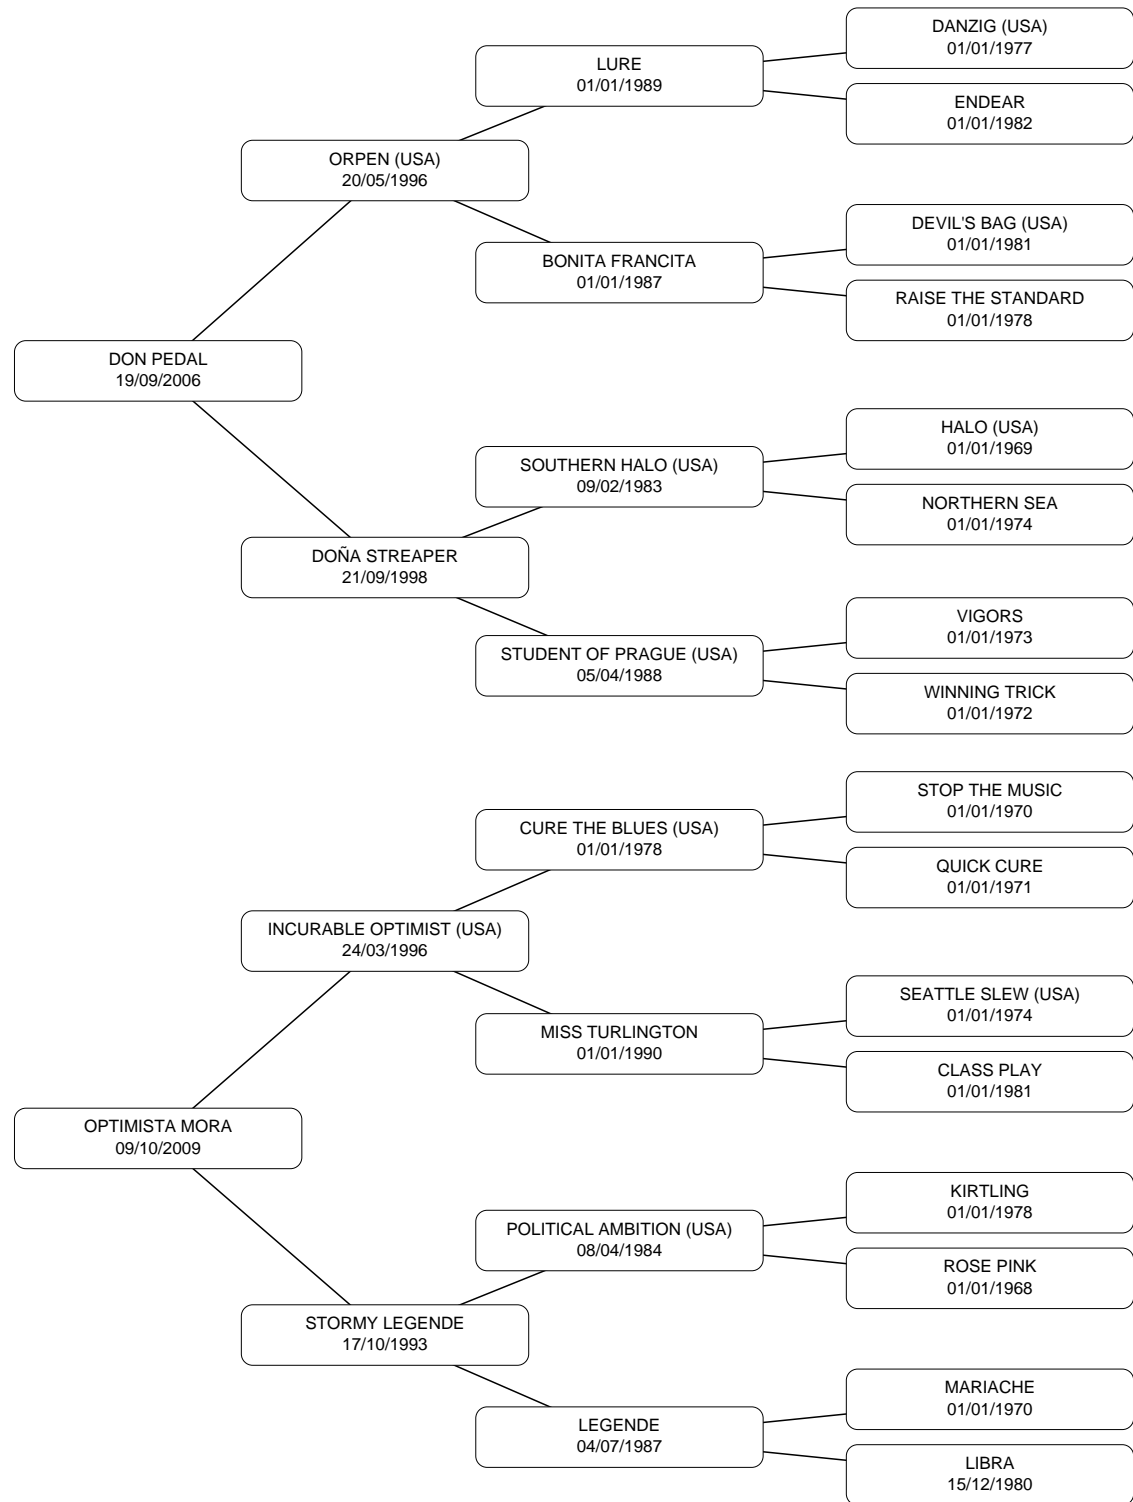 DANZIG (USA)
01/01/1977
LURE
01/01/1989
ENDEAR
01/01/1982
ORPEN (USA)
20/05/1996
DEVIL'S BAG (USA)
01/01/1981
BONITA FRANCITA
01/01/1987
RAISE THE STANDARD
01/01/1978
DON PEDAL
19/09/2006
HALO (USA)
01/01/1969
SOUTHERN HALO (USA)
09/02/1983
NORTHERN SEA
01/01/1974
DOÑA STREAPER
21/09/1998
VIGORS
01/01/1973
STUDENT OF PRAGUE (USA)
05/04/1988
WINNING TRICK
01/01/1972
STOP THE MUSIC
01/01/1970
CURE THE BLUES (USA)
01/01/1978
QUICK CURE
01/01/1971
INCURABLE OPTIMIST (USA)
24/03/1996
SEATTLE SLEW (USA)
01/01/1974
MISS TURLINGTON
01/01/1990
CLASS PLAY
01/01/1981
OPTIMISTA MORA
09/10/2009
KIRTLING
01/01/1978
POLITICAL AMBITION (USA)
08/04/1984
ROSE PINK
01/01/1968
STORMY LEGENDE
17/10/1993
MARIACHE
01/01/1970
LEGENDE
04/07/1987
LIBRA
15/12/1980